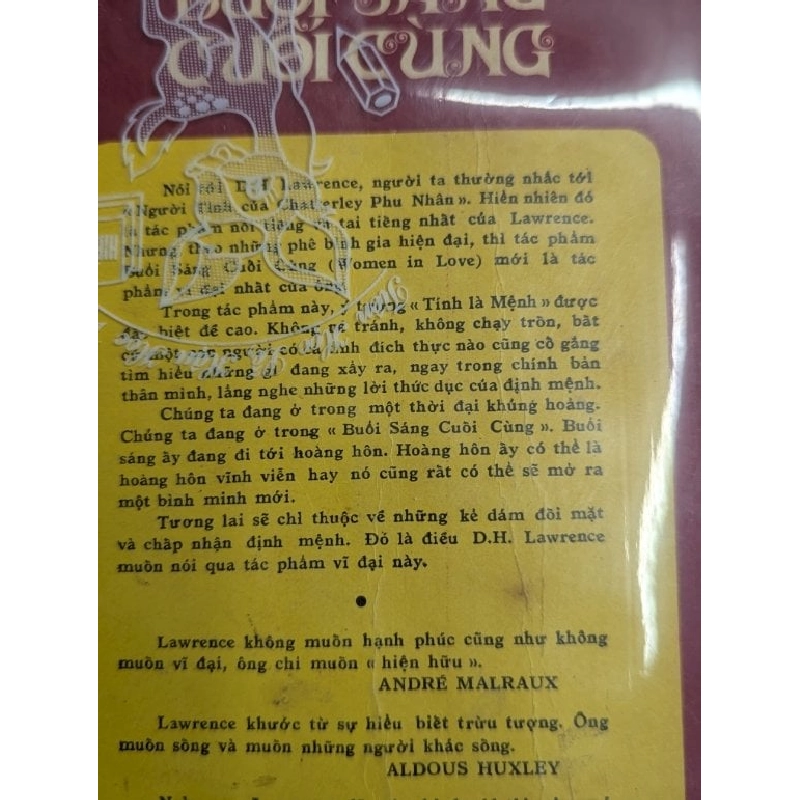 BUỔI SÁNG
CUỐI CÙNG
Nói tới D.H Lawrence, người ta thường nhắc tới
« Người Tình của Chatterley Phu Nhân ». Hiển nhiên đó
là tác phẩm nổi tiếng và tai tiếng nhất của Lawrence.
Nhưng, theo những phê bình gia hiện đại, thì tác phẩm
Buổi Sáng Cuối Cùng (Women in Love) mới là tác
phẩm vĩ đại nhất của ông.
Trong tác phẩm này, ý tưởng « Tính là Mệnh » được
đặc biệt đề cao. Không né tránh, không chạy trốn, bất
cứ một con người có cá tính đích thực nào cũng cố gắng
tìm hiểu những gì đang xẩy ra, ngay trong chính bản
thân mình, lắng nghe những lời thức dục của định mệnh.
Chúng ta đang ở trong một thời đại khủng hoảng.
Chúng ta đang ở trong « Buổi Sáng Cuối Cùng ». Buổi
sáng ấy đang đi tới hoàng hôn. Hoàng hôn ấy có thể là
hoàng hôn vĩnh viễn hay nó cũng rất có thể sẽ mở ra
một bình minh mới.
Tương lai sẽ chỉ thuộc về những kẻ dám đối mặt
và chấp nhận định mệnh. Đó là điều D.H. Lawrence
muốn nói qua tác phẩm vĩ đại này.
●
Lawrence không muốn hạnh phúc cũng như không
muốn vĩ đại, ông chỉ muốn « hiện hữu ».
ANDRÉ MALRAUX
Lawrence khước từ sự hiểu biết trừu tượng. Ông
muốn sống và muốn những người khác sống.
ALDOUS HUXLEY